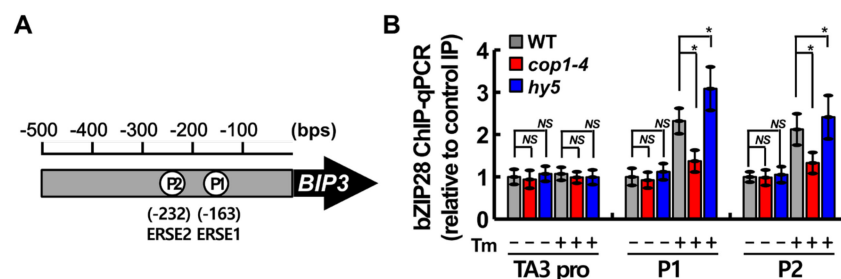 A
-500 -400 -300 -200 -100 (bps)
P2 P1 BIP3
(-232) (-163)
ERSE2 ERSE1
B
bZIP28 ChIP-qPCR
(relative to control IP)
4
3
2
1
0
WT
cop1-4
hy5
* *
* *
NS NS NS NS
NS NS NS NS
Tm - - - + + + - - - + + + - - - + + +
TA3 pro P1 P2